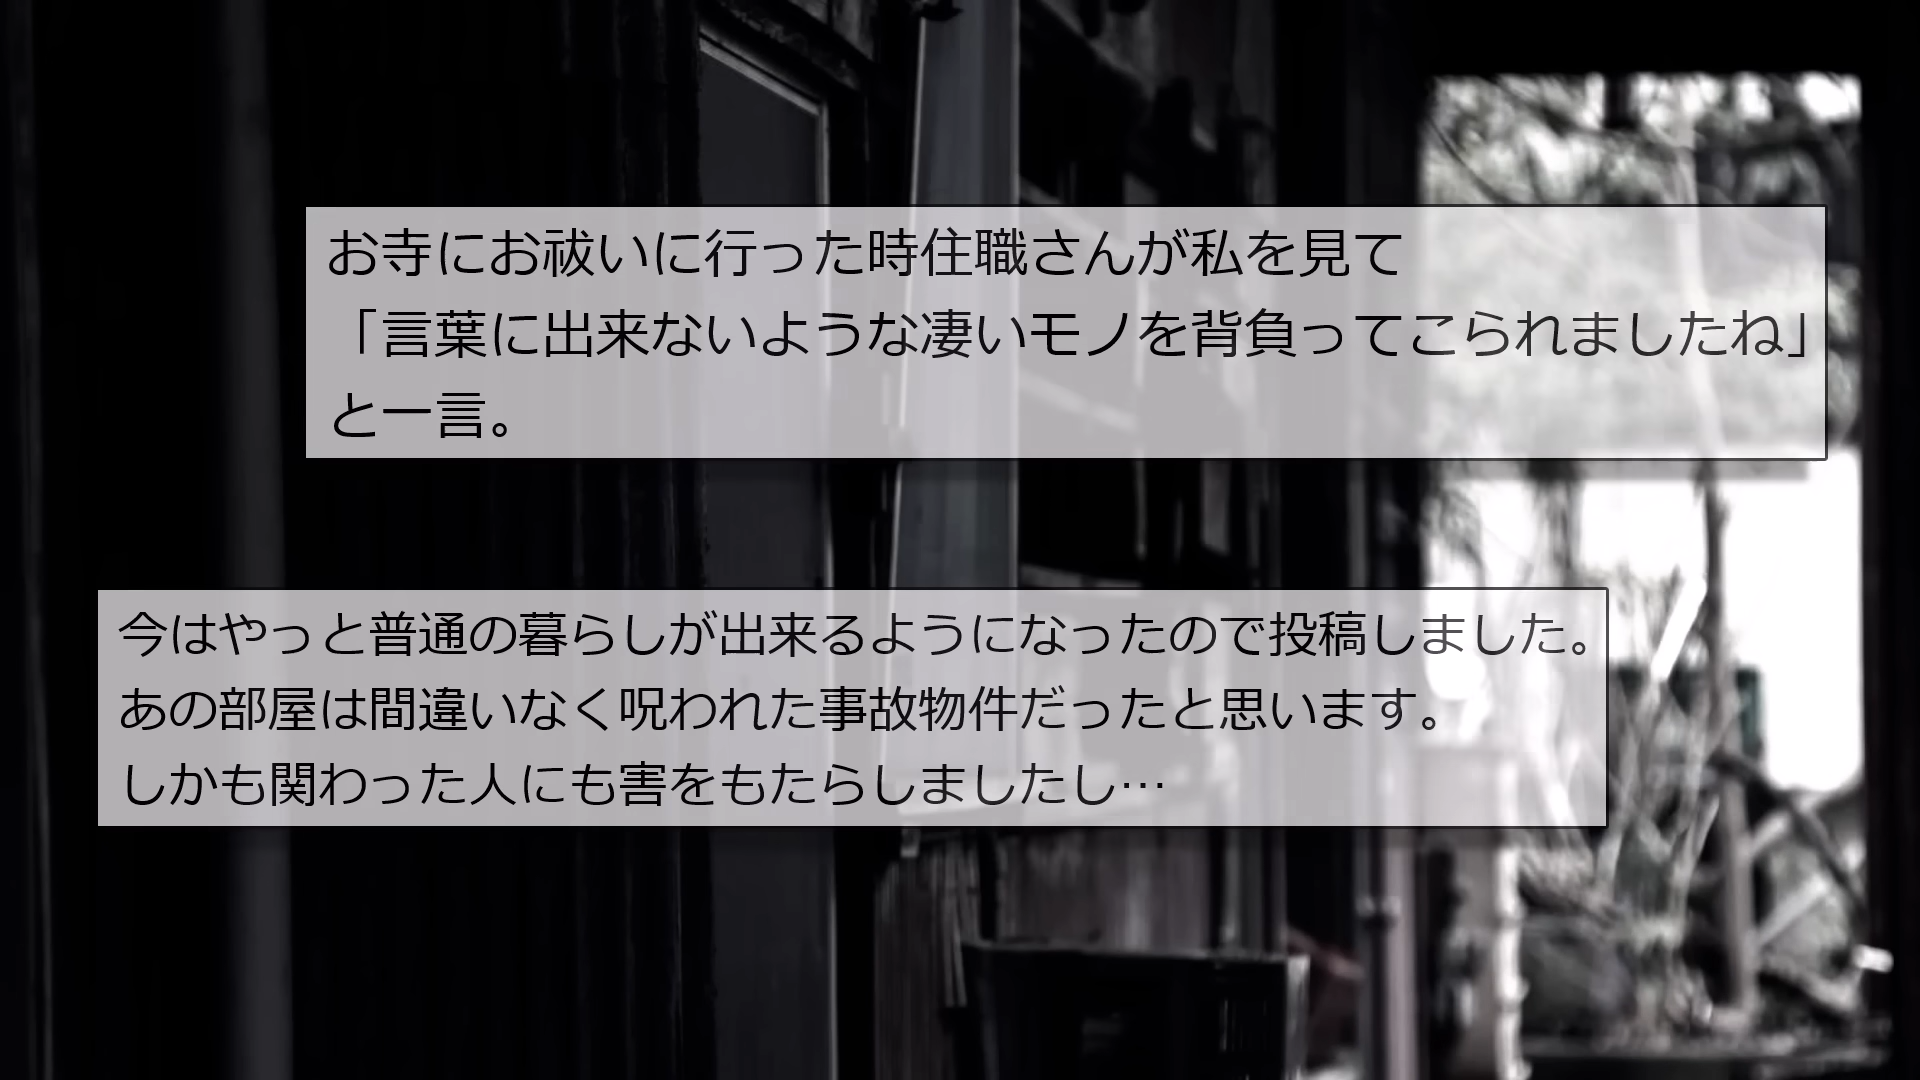 お寺にお祓いに行った時住職さんが私を見て
「言葉に出来ないような凄いモノを背負ってこられましたね」
と一言。
今はやっと普通の暮らしが出来るようになったので投稿しました。
あの部屋は間違いなく呪われた事故物件だったと思います。
しかも関わった人にも害をもたらしましたし…